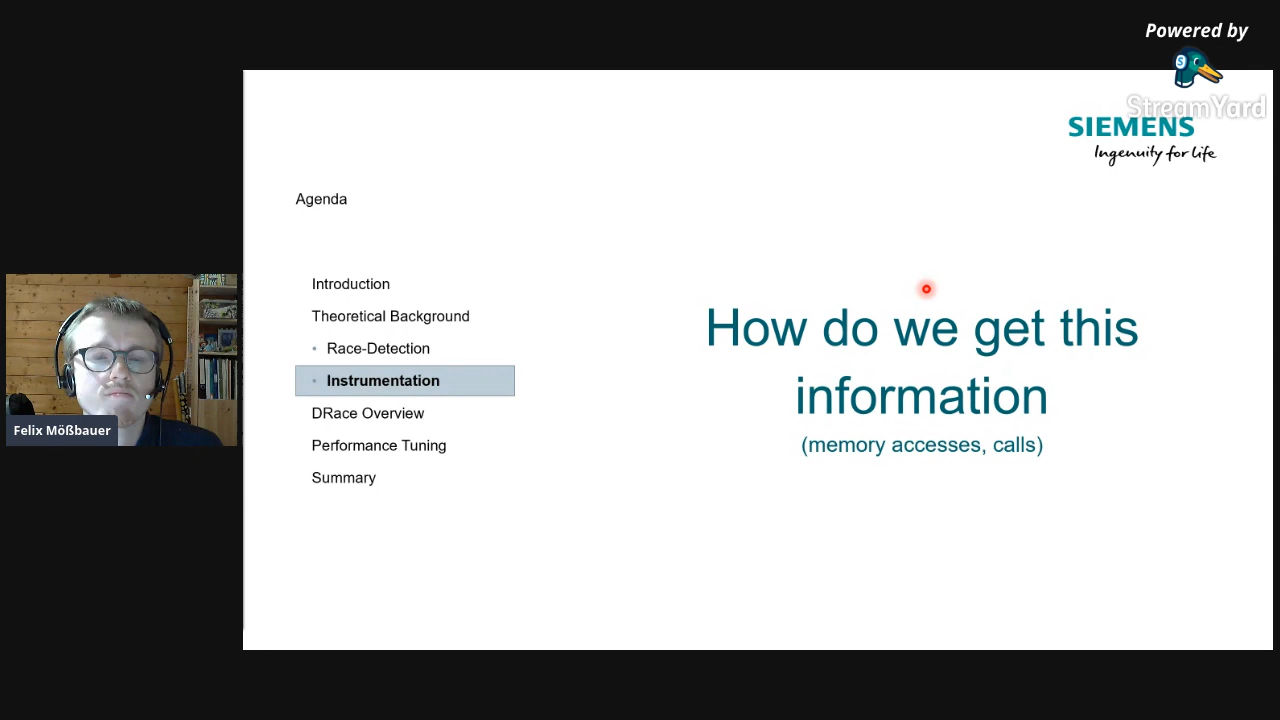 Powered by
StreamYard
SIEMENS
Ingenuity for life
Agenda
Introduction
Theoretical Background
• Race-Detection
• Instrumentation
DRace Overview
Performance Tuning
Summary
How do we get this
information
(memory accesses, calls)
Felix Mößbauer